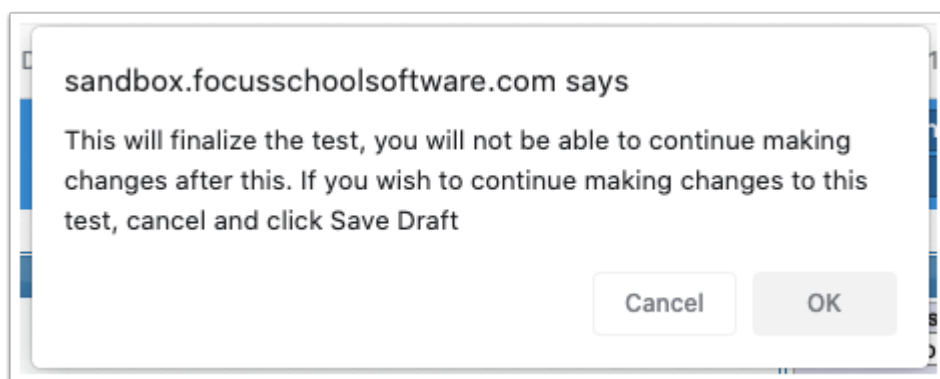 sandbox.focusschoolsoftware.com says
This will finalize the test, you will not be able to continue making
changes after this. If you wish to continue making changes to this
test, cancel and click Save Draft
Cancel
OK